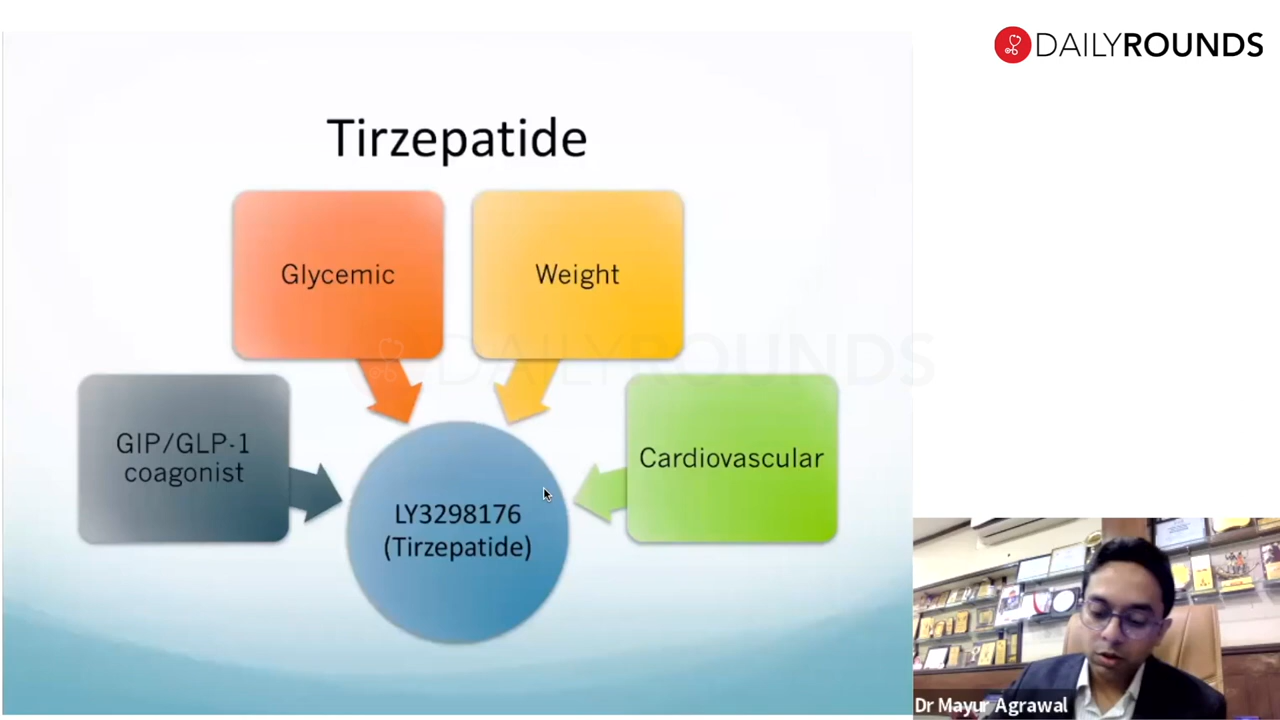 DAILYROUNDS
Tirzepatide
Glycemic
Weight
DAILYROUNDS
GIP/GLP-1
coagonist
Cardiovascular
LY3298176
(Tirzepatide)
Dr Mayur Agrawal